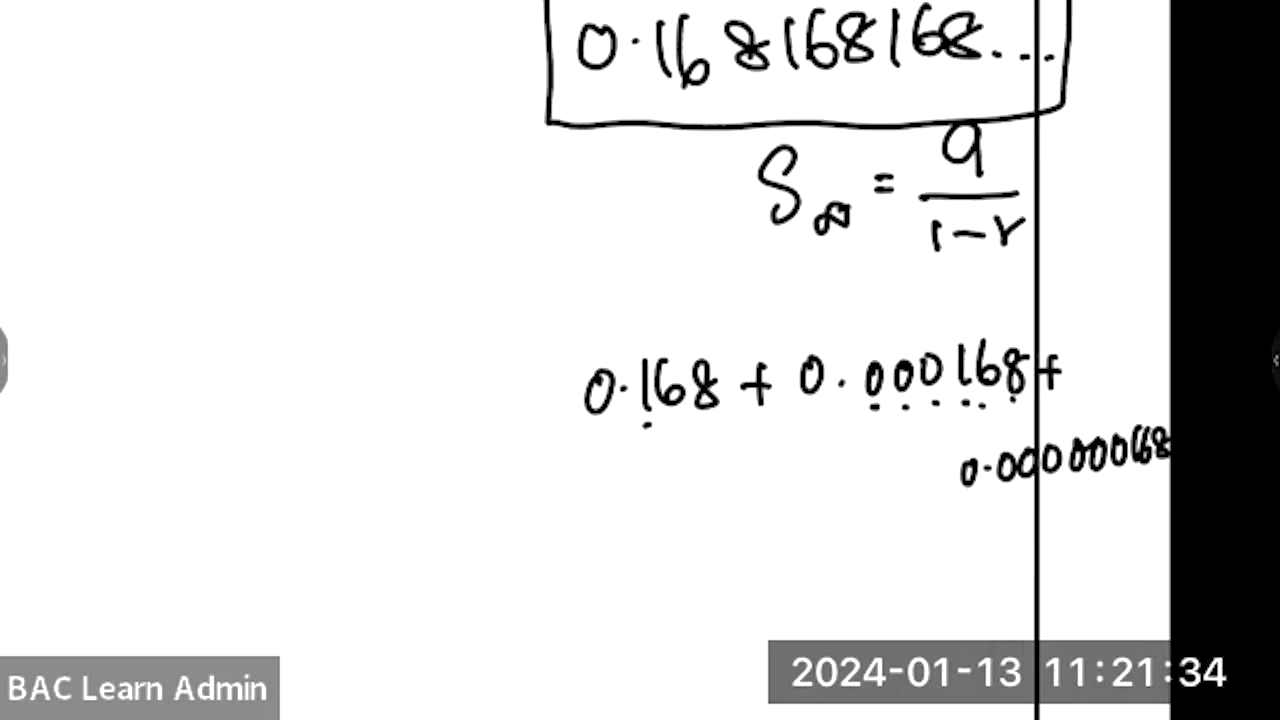 0.168168168...
S∞ = a
1-r
0.168 + 0.000168+
0.000000168
BAC Learn Admin
2024-01-13 11:21:34